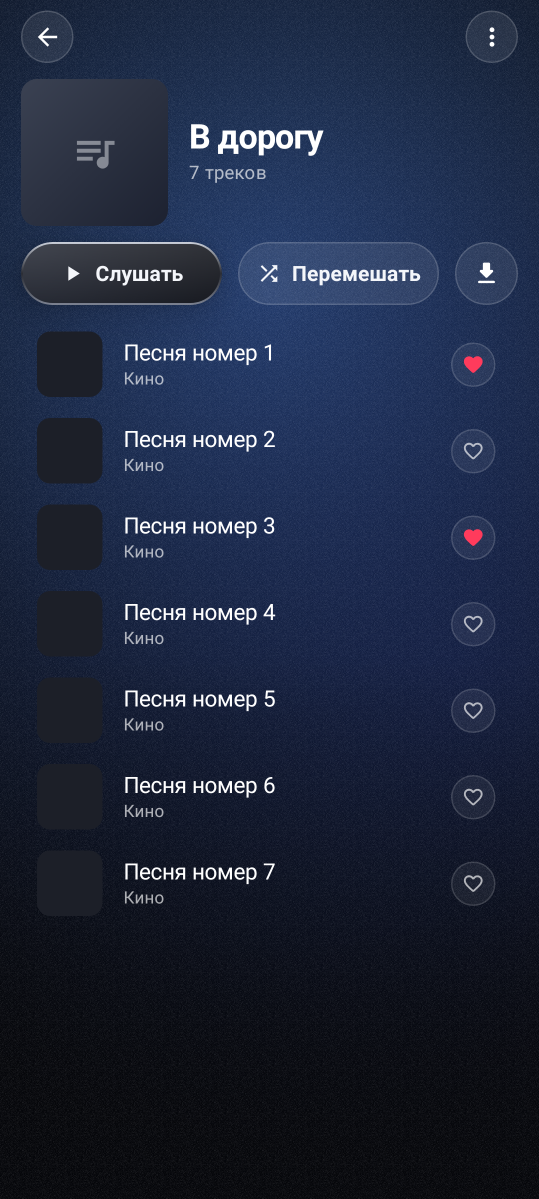 В дорогу
7 треков
Слушать
Перемешать
Песня номер 1
Кино
Песня номер 2
Кино
Песня номер 3
Кино
Песня номер 4
Кино
Песня номер 5
Кино
Песня номер 6
Кино
Песня номер 7
Кино